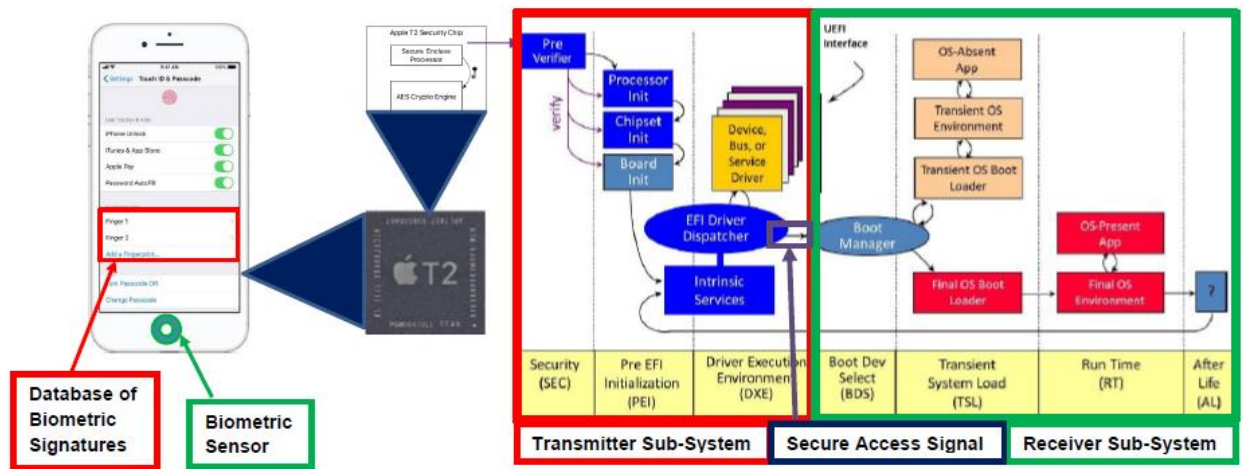 9:41 AM
Settings Touch ID & Passcode
iPhone Unlock
iTunes & App Store
Apple Pay
Password AutoFill
Finger 1
Finger 2
Add a Fingerprint...
Turn Passcode Off
Change Passcode
Database of
Biometric
Signatures
Biometric
Sensor
Apple T2 Security Chip
Secure Enclave
Processor
AES Crypto Engine
T2
Pre
Verifier
verify
Processor
Init
Chipset
Init
Board
Init
Device,
Bus, or
Service
Driver
EFI Driver
Dispatcher
Intrinsic
Services
UEFI
Interface
Boot
Manager
OS-Absent
App
Transient OS
Environment
Transient OS Boot
Loader
Final OS Boot
Loader
OS-Present
App
Final OS
Environment
?
Security
(SEC)
Pre EFI
Initialization
(PEI)
Driver Execution
Environment
(DXE)
Boot Dev
Select
(BDS)
Transient
System Load
(TSL)
Run Time
(RT)
After
Life
(AL)
Transmitter Sub-System
Secure Access Signal
Receiver Sub-System